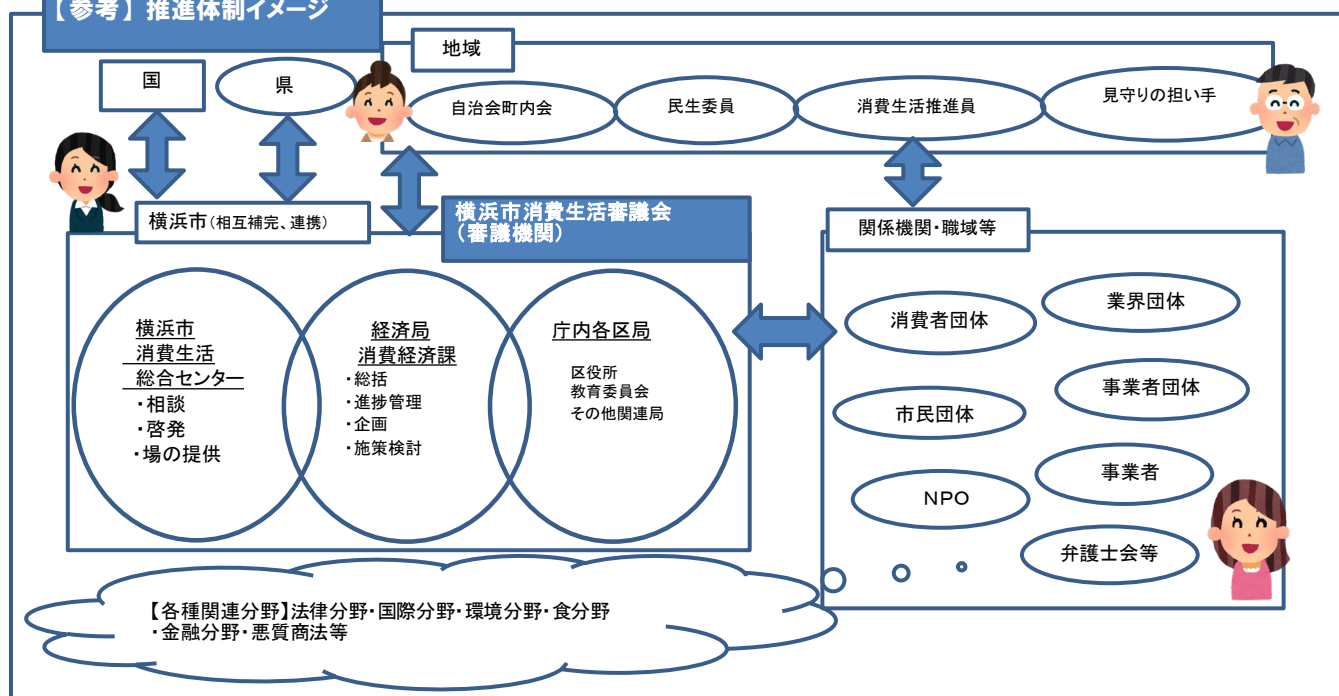 【参考】推進体制イメージ
国
県
地域
自治会町内会
民生委員
消費生活推進員
見守りの担い手
横浜市(相互補完、連携)
横浜市消費生活審議会
(審議機関)
関係機関・職域等
横浜市
消費生活
総合センター
・相談
・啓発
・場の提供
経済局
消費経済課
・総括
・進捗管理
・企画
・施策検討
庁内各区局
区役所
教育委員会
その他関連局
消費者団体
業界団体
市民団体
事業者団体
NPO
事業者
弁護士会等
【各種関連分野】法律分野・国際分野・環境分野・食分野
・金融分野・悪質商法等